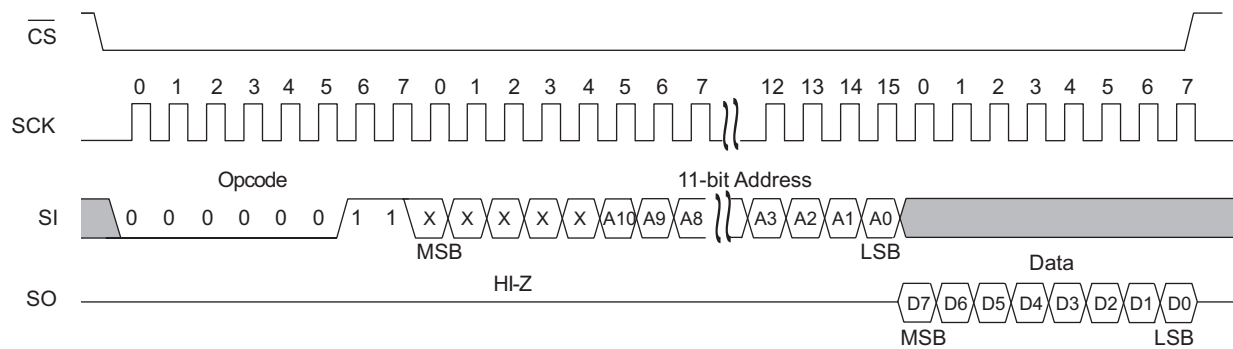 CS
0 1 2 3 4 5 6 7 0 1 2 3 4 5 6 7 12 13 14 15 0 1 2 3 4 5 6 7
SCK
Opcode 11-bit Address
SI 0 0 0 0 0 0 1 1 X X X X X A10 A9 A8 A3 A2 A1 A0
MSB LSB
HI-Z Data
SO D7 D6 D5 D4 D3 D2 D1 D0
MSB LSB